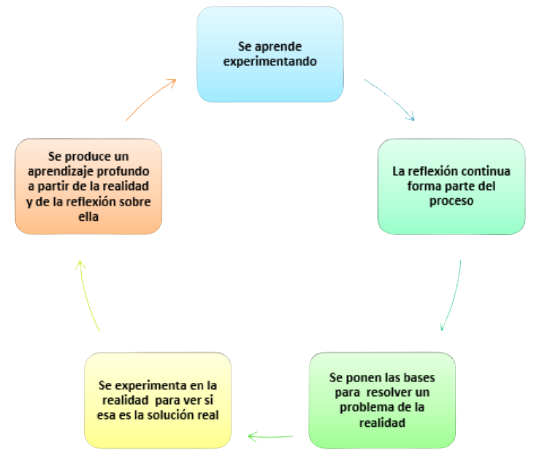 Se aprende
experimentando
La reflexión continua
forma parte del
proceso
Se ponen las bases
para resolver un
problema de la
realidad
Se experimenta en la
realidad para ver si
esa es la solución real
Se produce un
aprendizaje profundo
a partir de la realidad
y de la reflexión sobre
ella